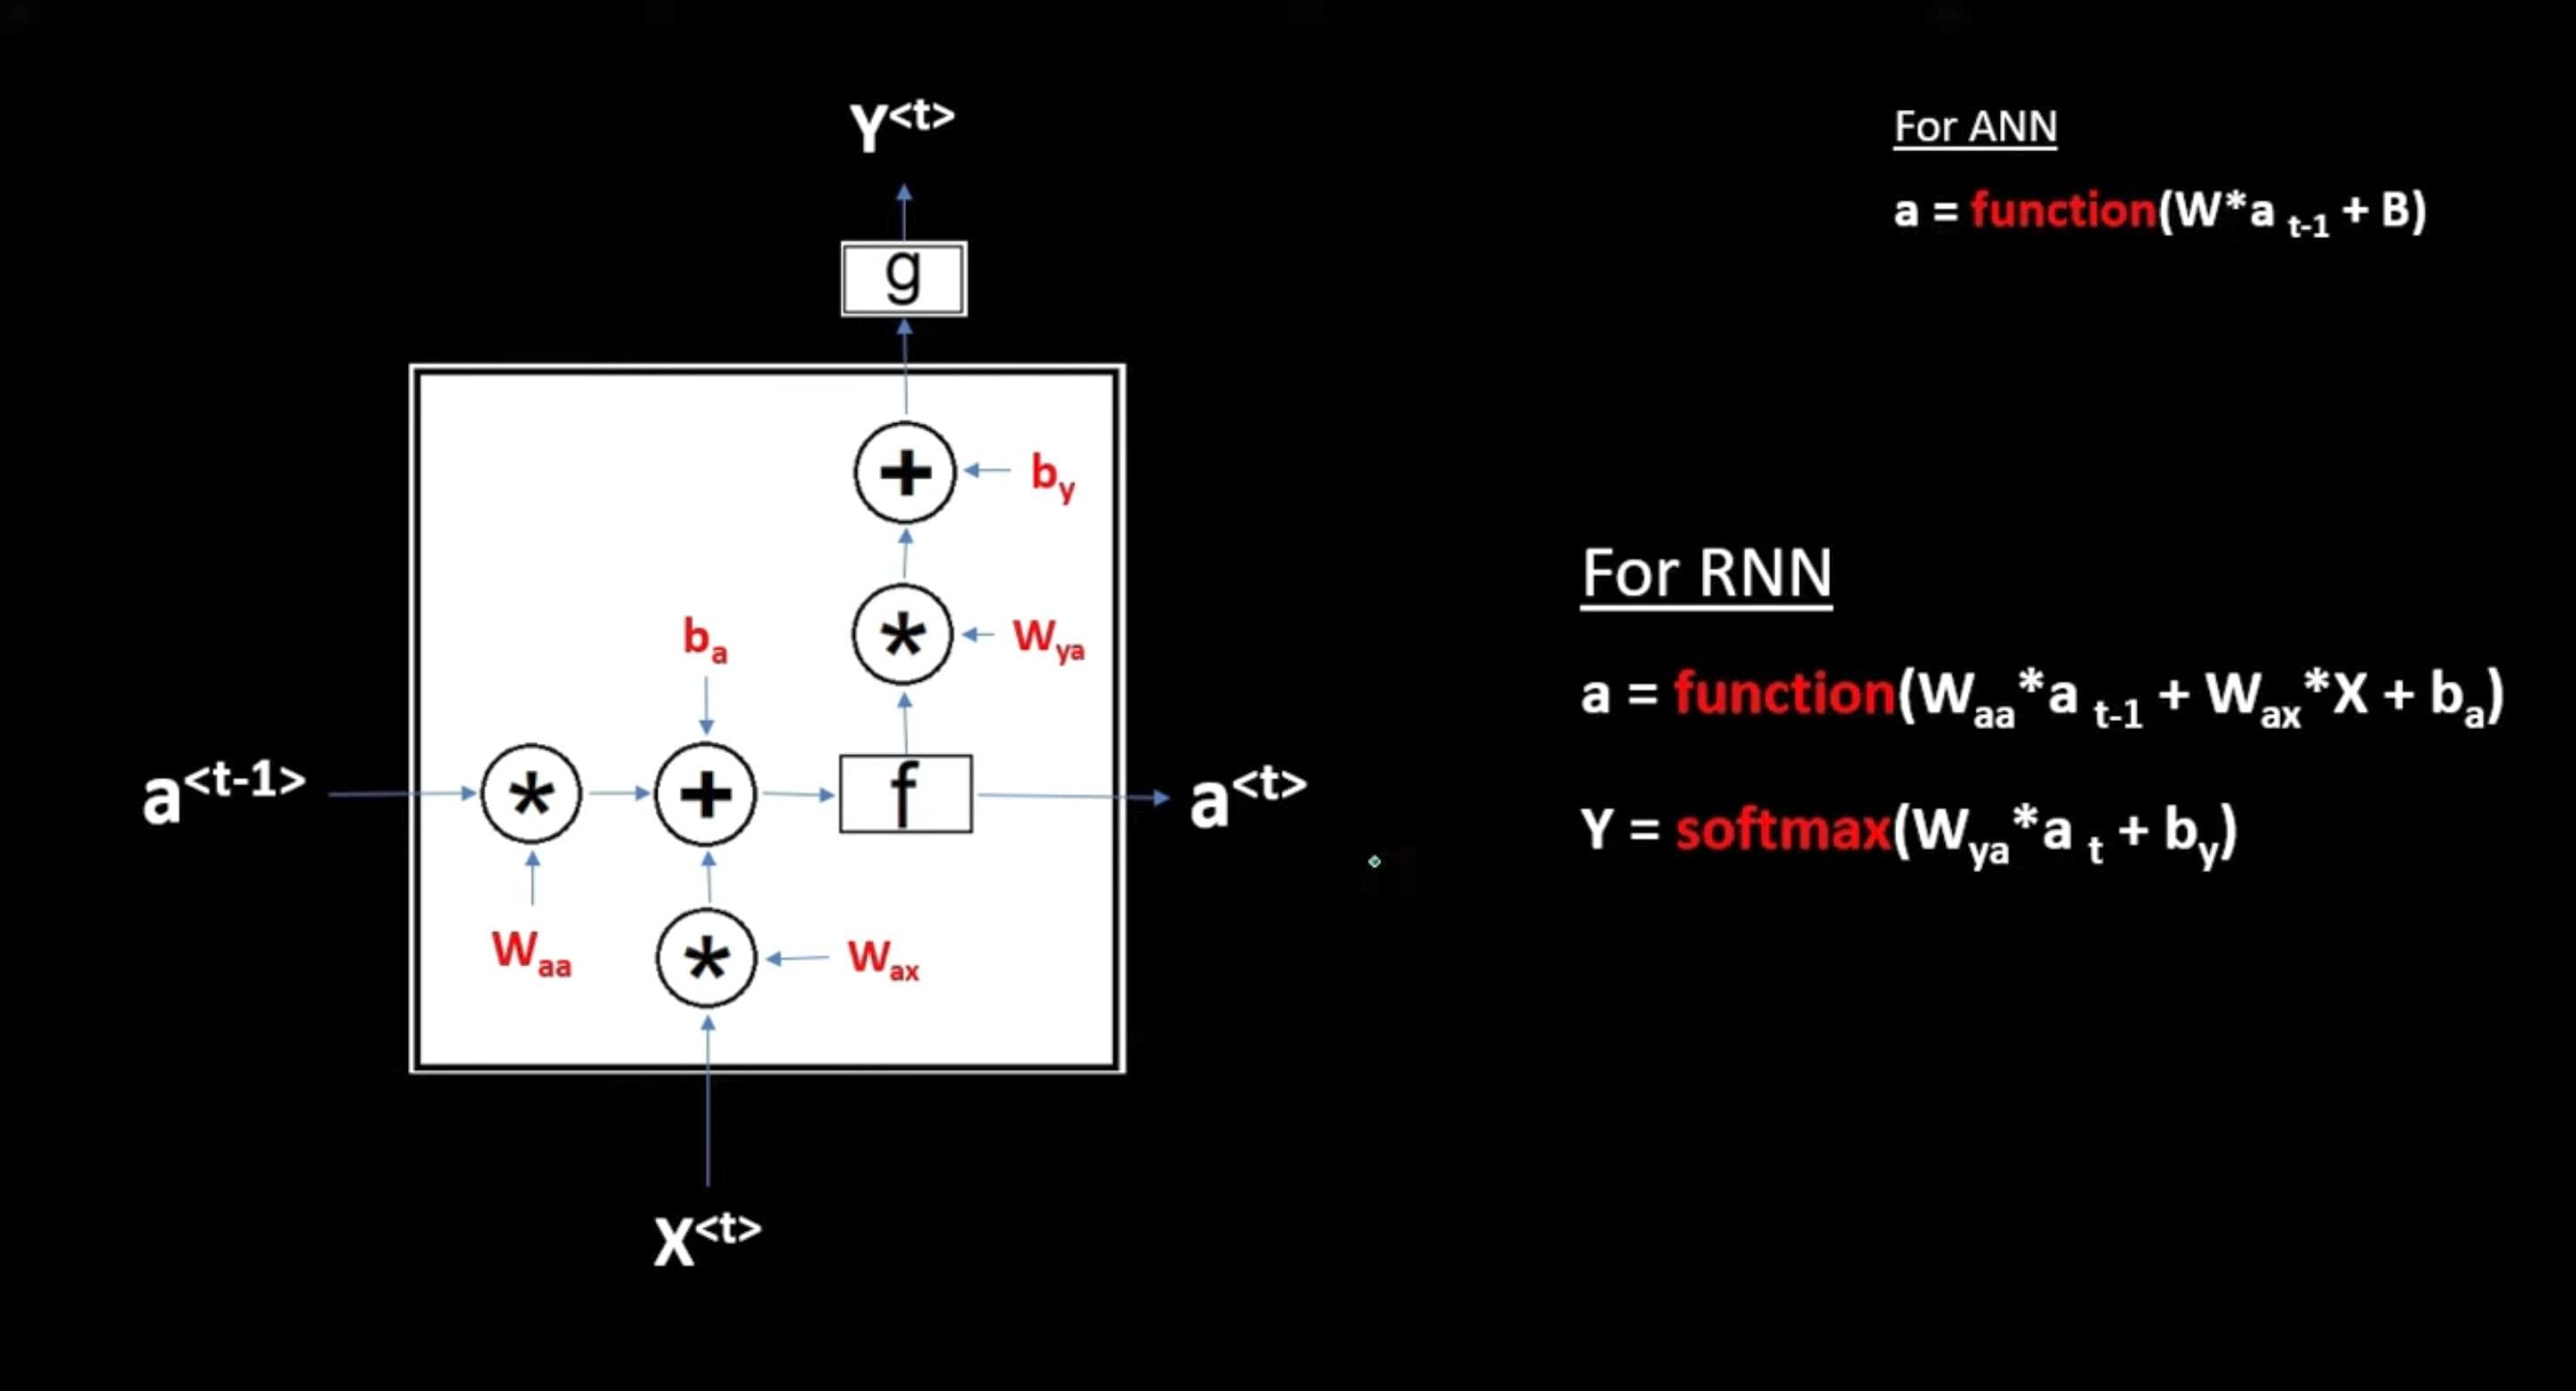 Y<t>
g
+
by
*
Wya
ba
a<t-1>
*
+
f
a<t>
Waa
*
Wax
X<t>
For ANN
a = function(W*a t-1 + B)
For RNN
a = function(Waa*a t-1 + Wax*X + ba)
Y = softmax(Wya*a t + by)